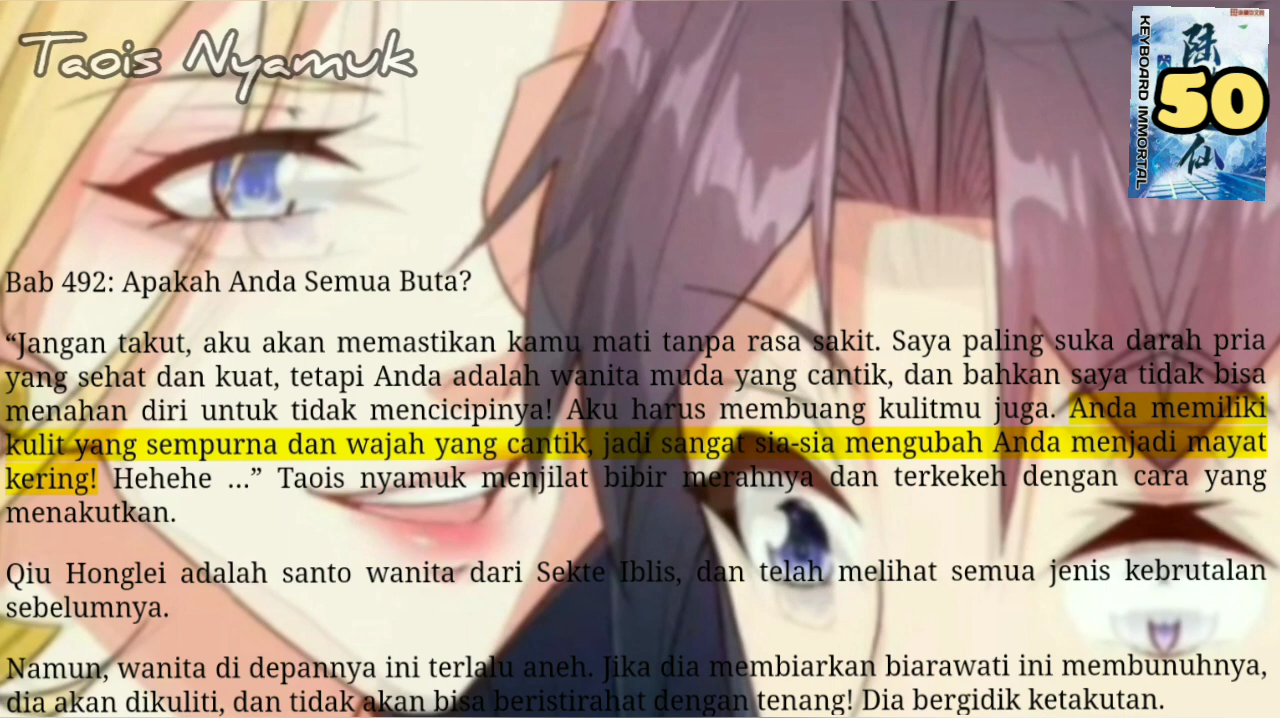 Taois Nyamuk
KEYBOARD IMMORTAL
陆
50
仙
Bab 492: Apakah Anda Semua Buta?
“Jangan takut, aku akan memastikan kamu mati tanpa rasa sakit. Saya paling suka darah pria
yang sehat dan kuat, tetapi Anda adalah wanita muda yang cantik, dan bahkan saya tidak bisa
menahan diri untuk tidak mencicipinya! Aku harus membuang kulitmu juga. Anda memiliki
kulit yang sempurna dan wajah yang cantik, jadi sangat sia-sia mengubah Anda menjadi mayat
kering! Hehehe …” Taois nyamuk menjilat bibir merahnya dan terkekeh dengan cara yang
menakutkan.
Qiu Honglei adalah santo wanita dari Sekte Iblis, dan telah melihat semua jenis kebrutalan
sebelumnya.
Namun, wanita di depannya ini terlalu aneh. Jika dia membiarkan biarawati ini membunuhnya,
dia akan dikuliti, dan tidak akan bisa beristirahat dengan tenang! Dia bergidik ketakutan.